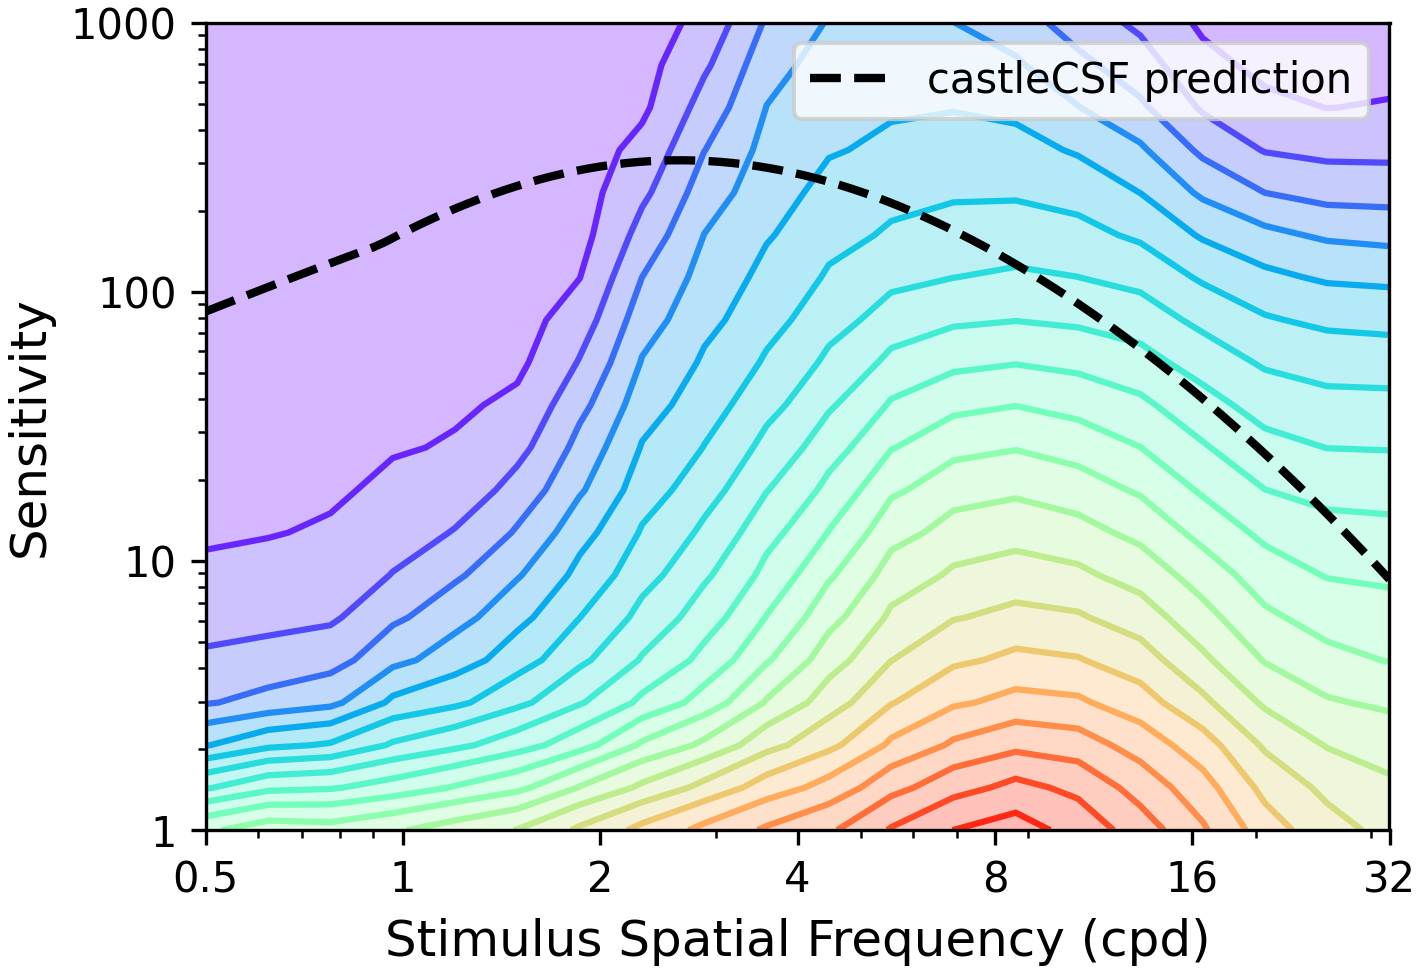 1000
100
10
1
Sensitivity
castleCSF prediction
0.5 1 2 4 8 16 32
Stimulus Spatial Frequency (cpd)